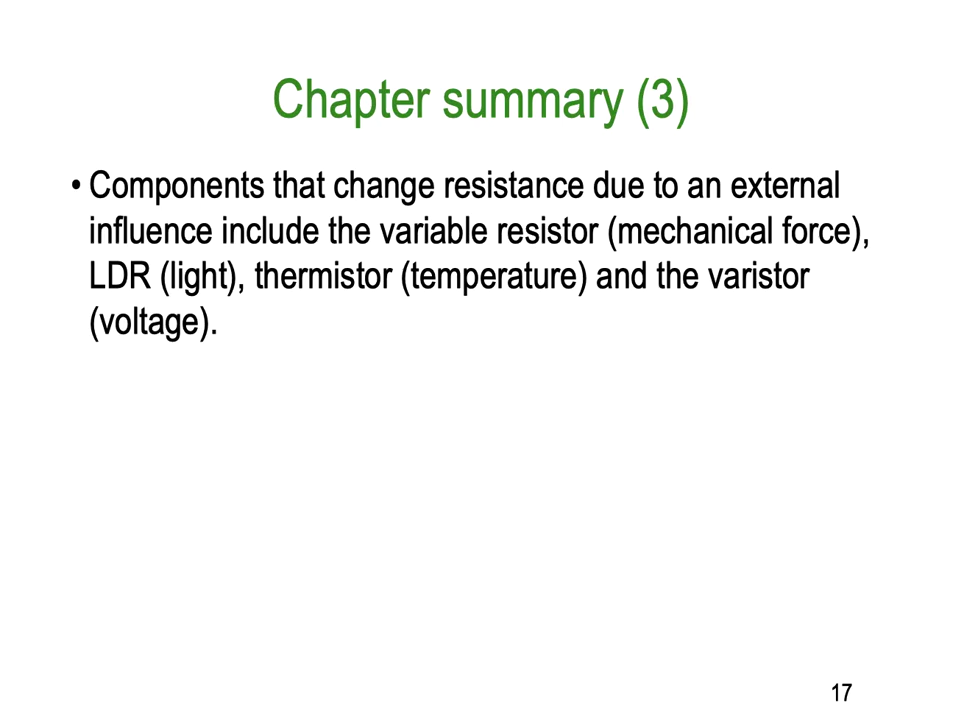 Chapter summary (3)
• Components that change resistance due to an external
influence include the variable resistor (mechanical force),
LDR (light), thermistor (temperature) and the varistor
(voltage).
17